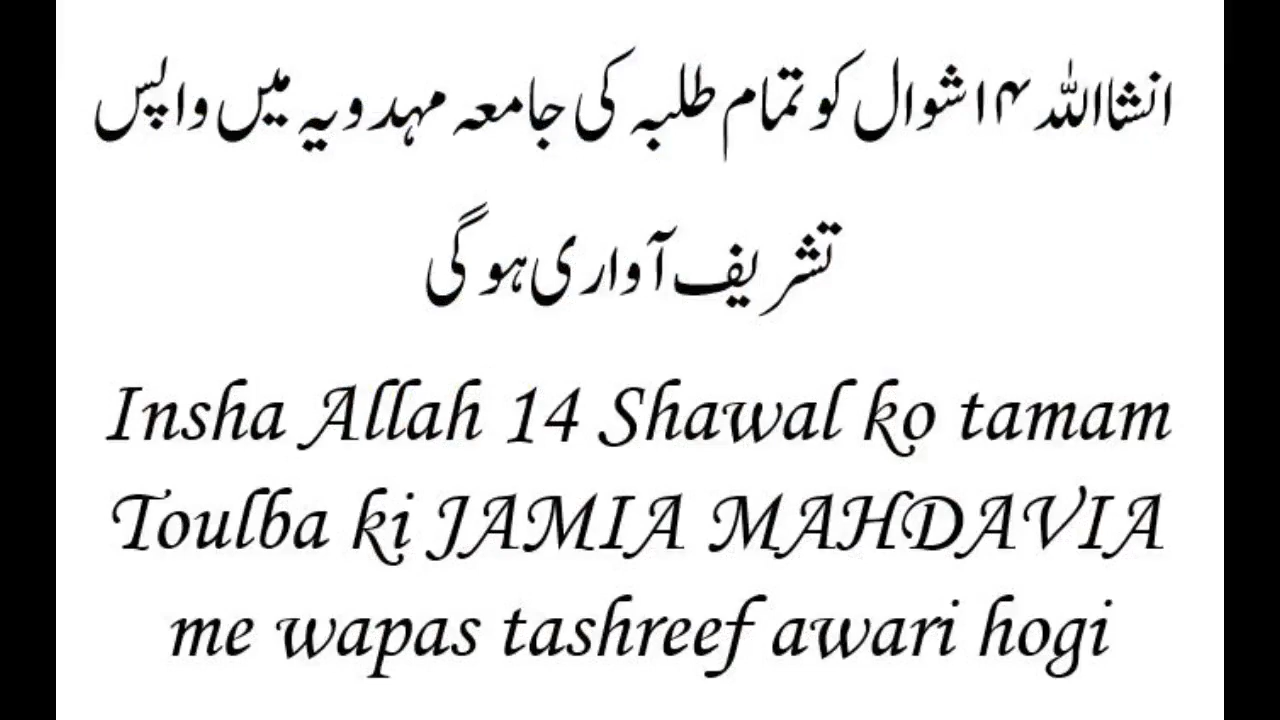 انشااللہ ۱۴ شوال کو تمام طلبہ کی جامعہ مہدویہ میں واپس
تشریف آواری ہوگی
Insha Allah 14 Shawal ko tamam
Toulba ki JAMIA MAHDAVIA
me wapas tashreef awari hogi